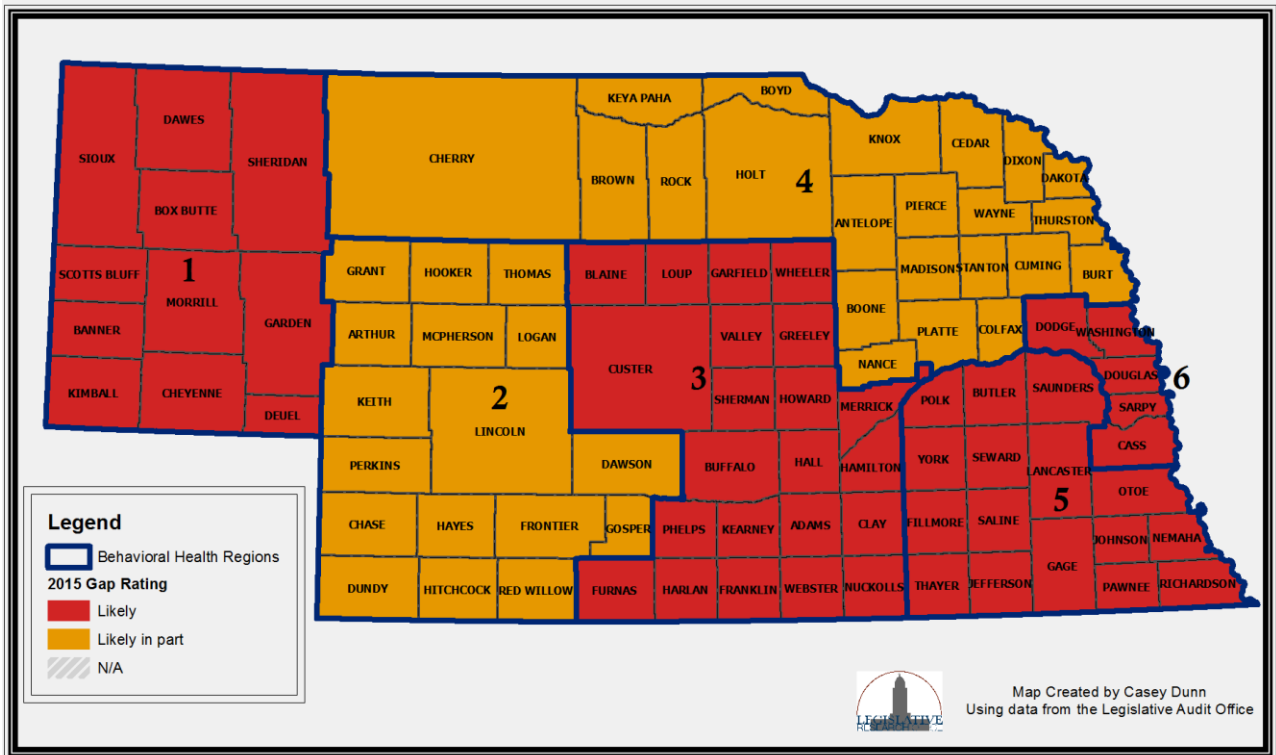 KEYA PAHA
BOYD
DAWES
SIOUX
SHERIDAN
CHERRY
KNOX
CEDAR
DIXON
DAKOTA
BROWN
ROCK
HOLT
4
BOX BUTTE
ANTELOPE
PIERCE
WAYNE
THURSTON
SCOTTS BLUFF
1
MORRILL
GRANT
HOOKER
THOMAS
BLAINE
LOUP
GARFIELD
WHEELER
MADISON
STANTON
CUMING
BURT
BANNER
GARDEN
ARTHUR
MCPHERSON
LOGAN
CUSTER
VALLEY
GREELEY
BOONE
PLATTE
COLFAX
DODGE
WASHINGTON
KIMBALL
CHEYENNE
DEUEL
KEITH
2
LINCOLN
3
SHERMAN
HOWARD
NANCE
MERRICK
POLK
BUTLER
SAUNDERS
DOUGLAS
6
SARPY
PERKINS
DAWSON
BUFFALO
HALL
HAMILTON
YORK
SEWARD
LANCASTER
CASS
5
OTOE
CHASE
HAYES
FRONTIER
GOSPER
PHELPS
KEARNEY
ADAMS
CLAY
FILLMORE
SALINE
JOHNSON
NEMAHA
DUNDY
HITCHCOCK
RED WILLOW
FURNAS
HARLAN
FRANKLIN
WEBSTER
NUCKOLLS
THAYER
JEFFERSON
GAGE
PAWNEE
RICHARDSON
Legend
Behavioral Health Regions
2015 Gap Rating
Likely
Likely in part
N/A
LEGISLATIVE
RESEARCH
Map Created by Casey Dunn
Using data from the Legislative Audit Office